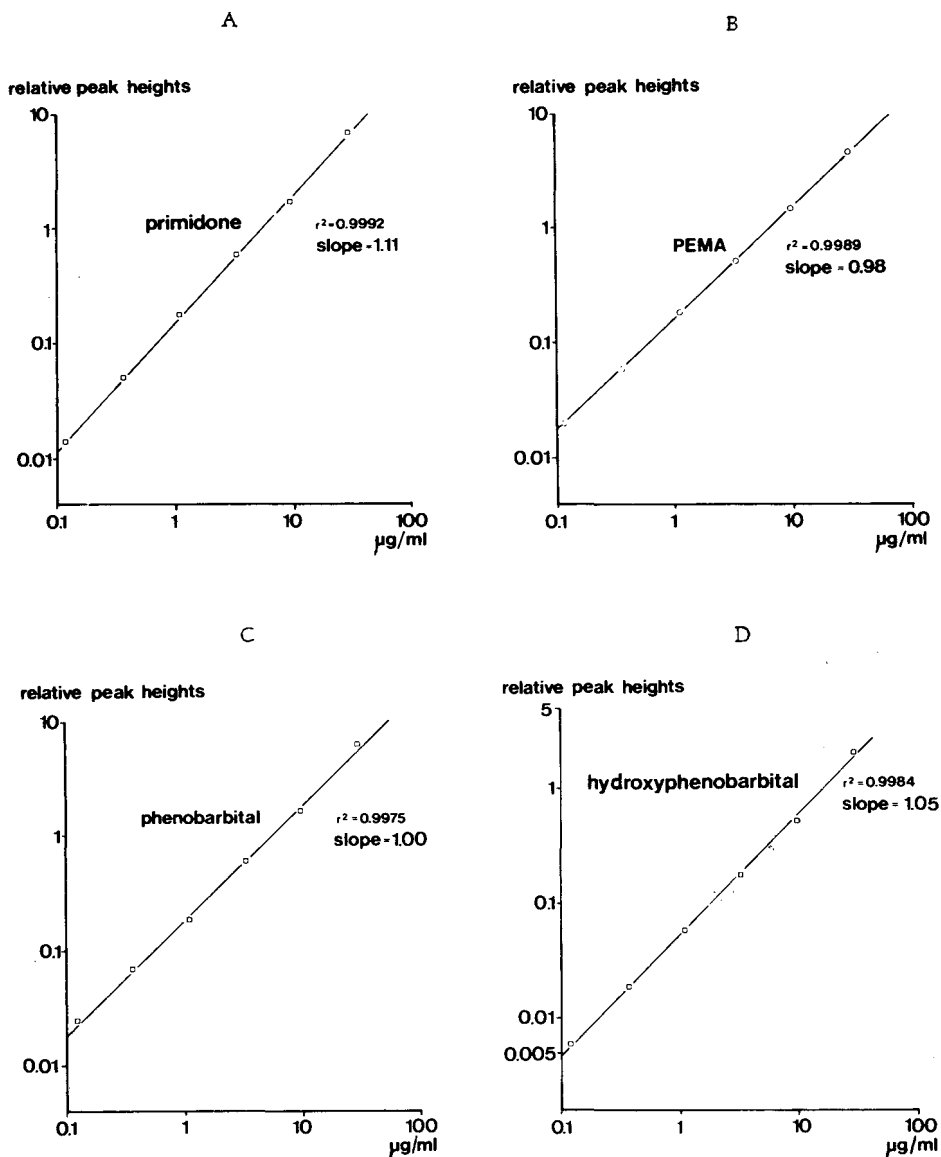 A
relative peak heights
10
1
0.1
0.01
primidone
r²=0.9992
slope=1.11
0.1 1 10 100
µg/ml
B
relative peak heights
10
1
0.1
0.01
PEMA
r²=0.9989
slope=0.98
0.1 1 10 100
µg/ml
C
relative peak heights
10
1
0.1
0.01
phenobarbital
r²=0.9975
slope=1.00
0.1 1 10 100
µg/ml
D
relative peak heights
5
1
0.1
0.01
0.005
hydroxyphenobarbital
r²=0.9984
slope=1.05
0.1 1 10 100
µg/ml